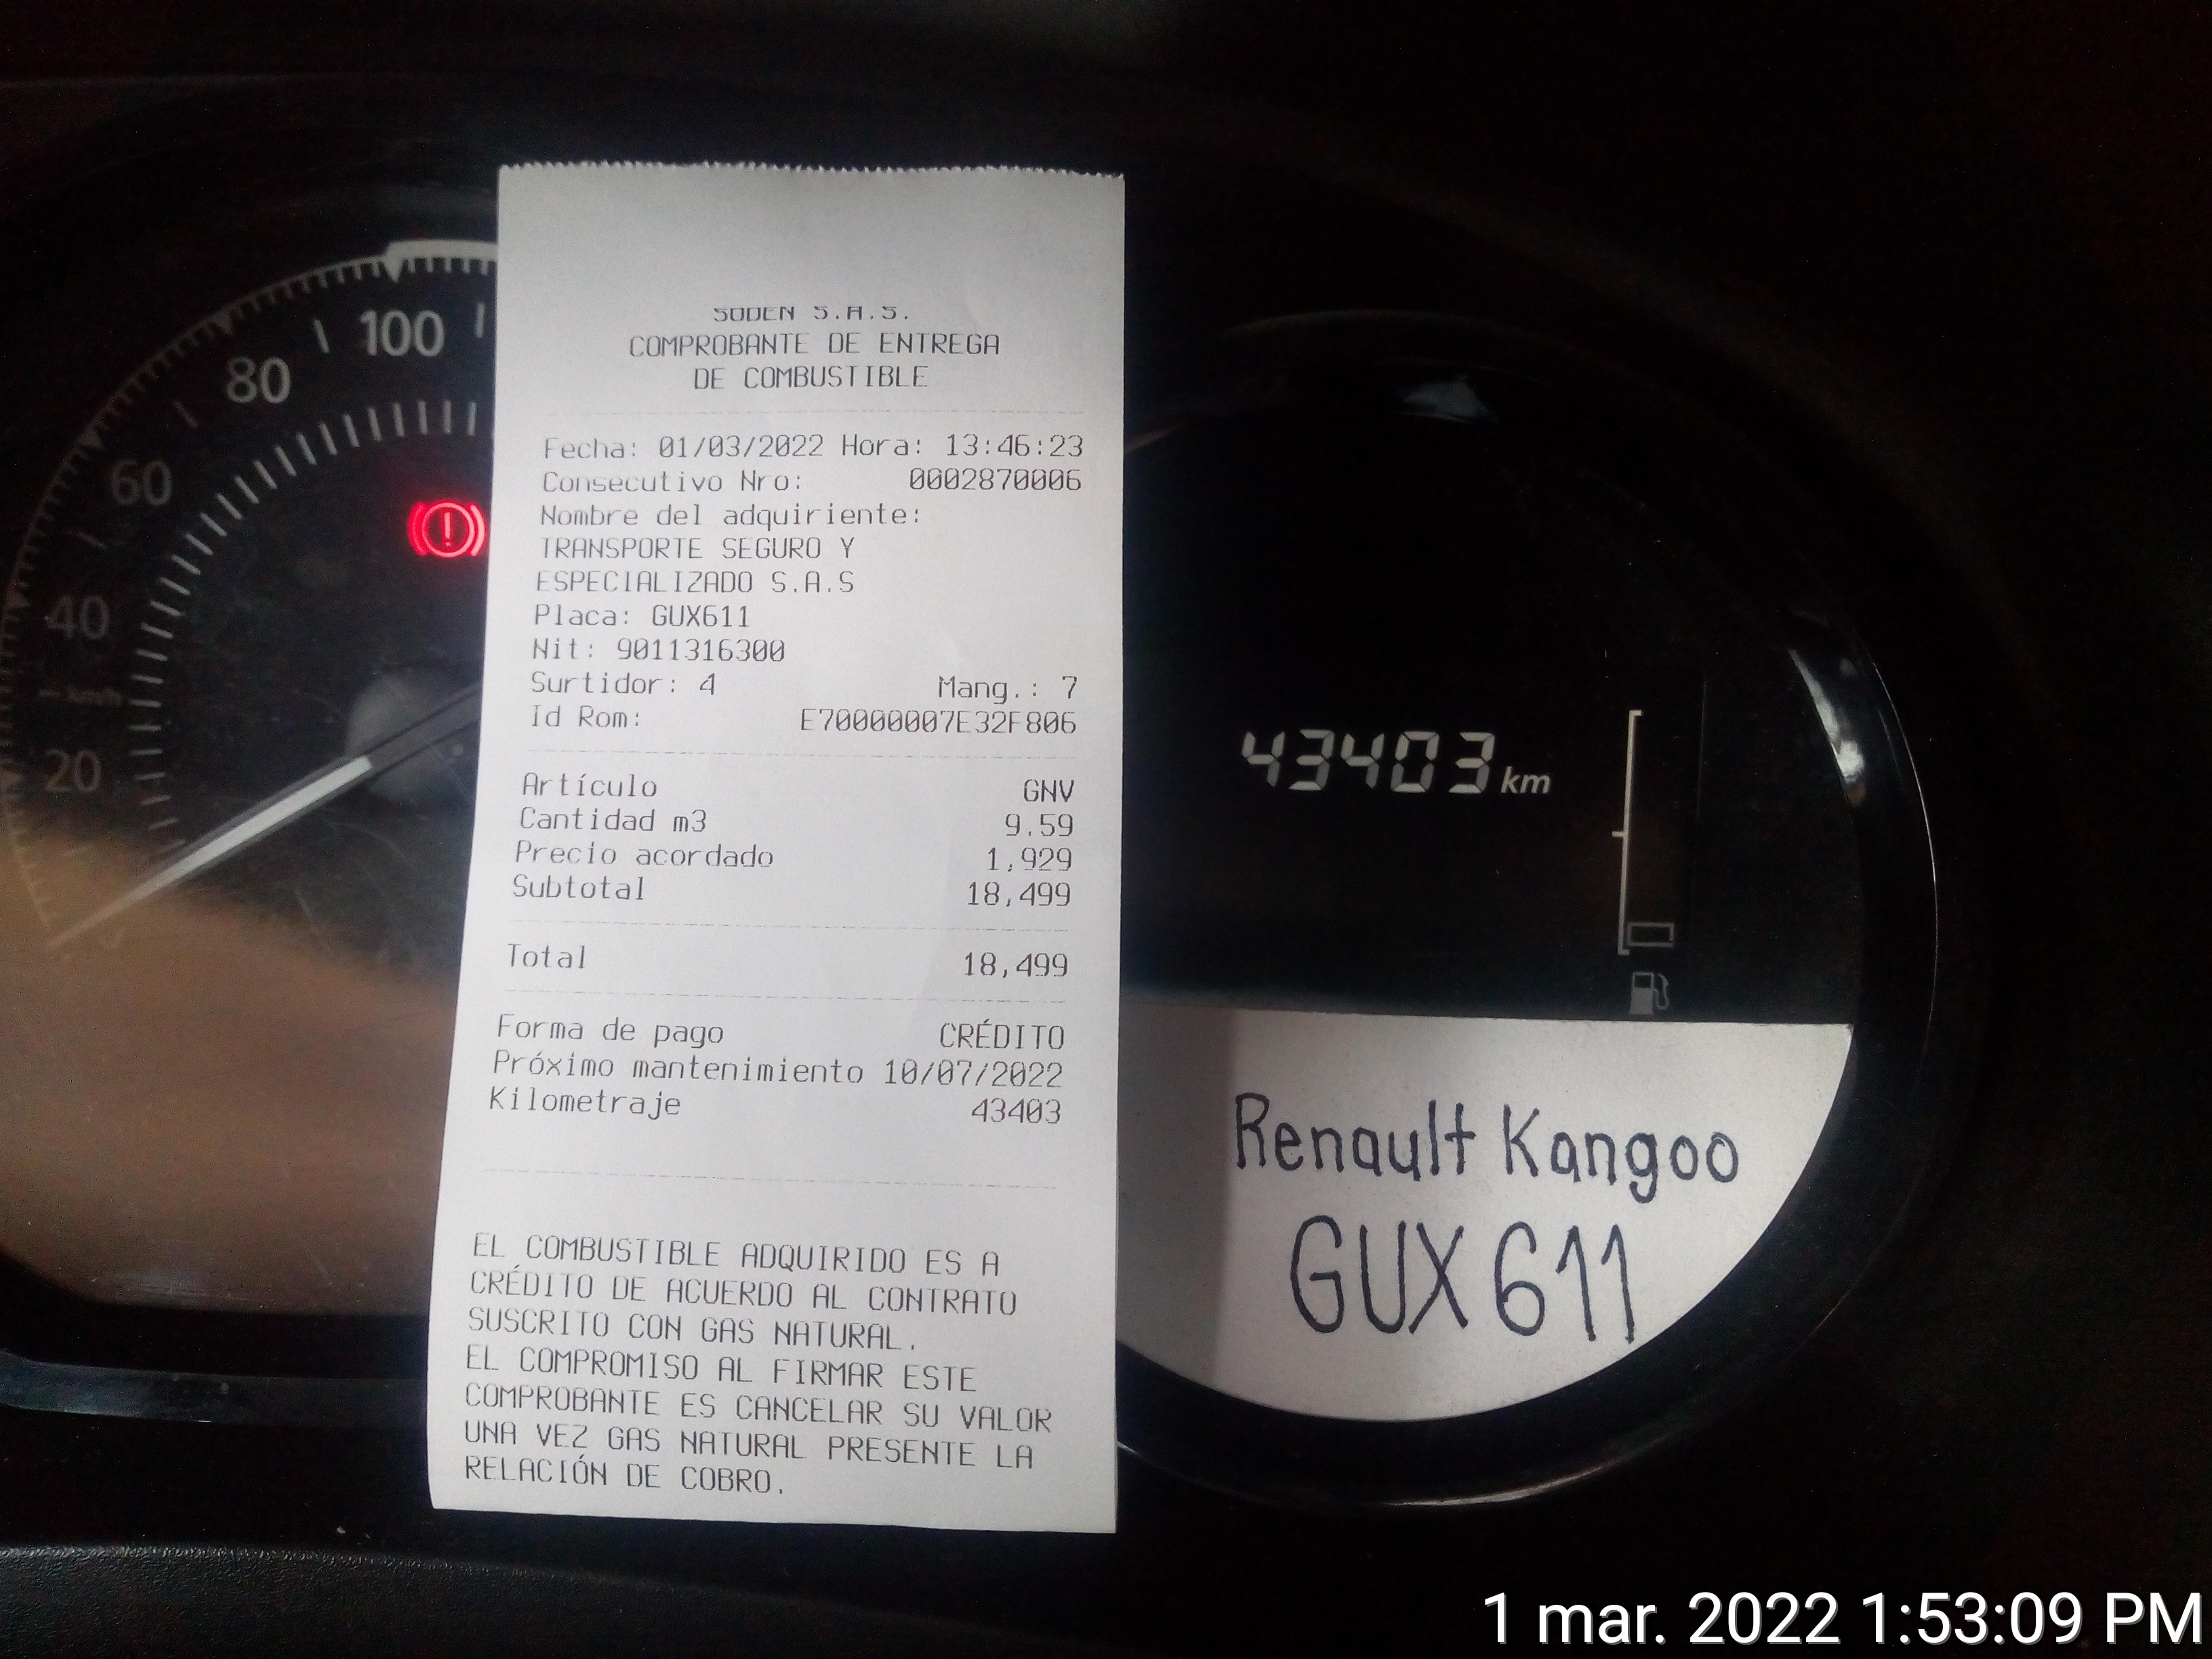 SODEN S.A.S.
COMPROBANTE DE ENTREGA
DE COMBUSTIBLE
Fecha: 01/03/2022 Hora: 13:46:23
Consecutivo Nro: 0002870006
Nombre del adquiriente:
TRANSPORTE SEGURO Y
ESPECIALIZADO S.A.S
Placa: GUX611
Nit: 9011316300
Surtidor: 4 Mang.: 7
Id Rom: E70000007E32F806
Artículo GNV
Cantidad m3 9.59
Precio acordado 1,929
Subtotal 18,499
Total 18,499
Forma de pago CRÉDITO
Próximo mantenimiento 10/07/2022
Kilometraje 43403
EL COMBUSTIBLE ADQUIRIDO ES A
CRÉDITO DE ACUERDO AL CONTRATO
SUSCRITO CON GAS NATURAL.
EL COMPROMISO AL FIRMAR ESTE
COMPROBANTE ES CANCELAR SU VALOR
UNA VEZ GAS NATURAL PRESENTE LA
RELACIÓN DE COBRO.
100
80
60
40
km/h
20
43403 km
Renault Kangoo
GUX 611
1 mar. 2022 1:53:09 PM